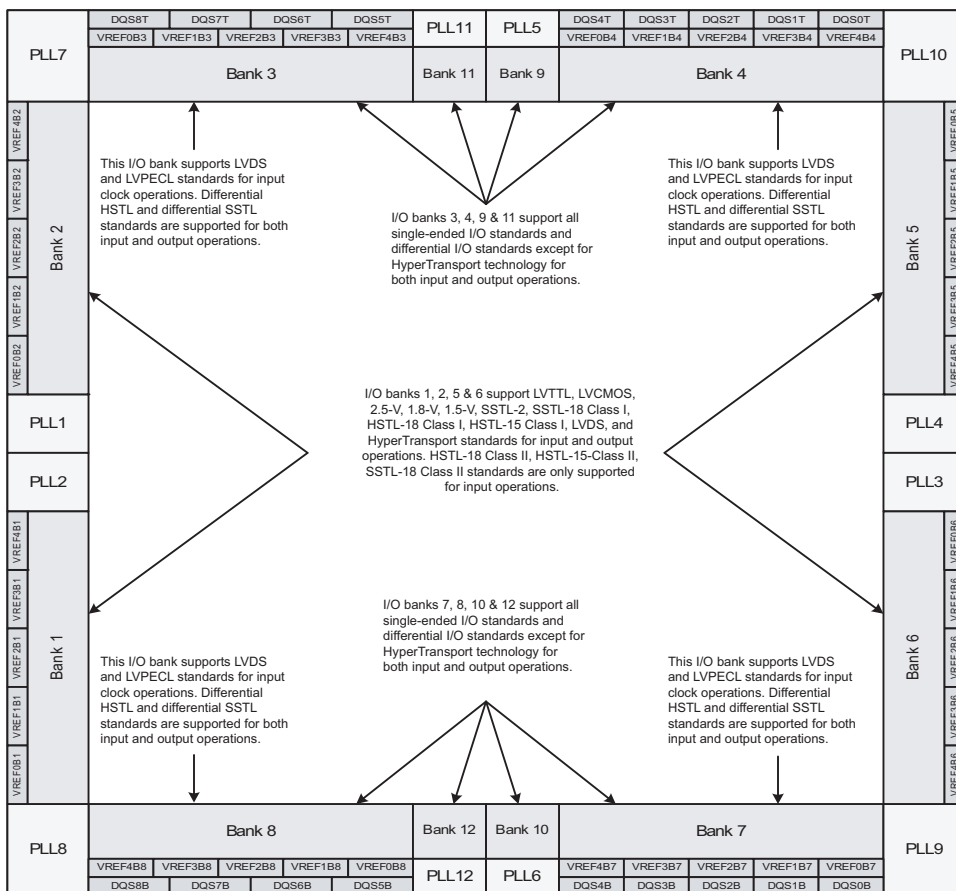 DQS8T DQS7T DQS6T DQS5T
PLL11 PLL5
DQS4T DQS3T DQS2T DQS1T DQS0T
VREF0B3 VREF1B3 VREF2B3 VREF3B3 VREF4B3
VREF0B4 VREF1B4 VREF2B4 VREF3B4 VREF4B4
PLL7
Bank 3
Bank 11
Bank 9
Bank 4
PLL10
VREF4B2
VREF3B2
VREF2B2
VREF1B2
VREF0B2
Bank 2
This I/O bank supports LVDS
and LVPECL standards for input
clock operations. Differential
HSTL and differential SSTL
standards are supported for both
input and output operations.
I/O banks 3, 4, 9 & 11 support all
single-ended I/O standards and
differential I/O standards except for
HyperTransport technology for
both input and output operations.
This I/O bank supports LVDS
and LVPECL standards for input
clock operations. Differential
HSTL and differential SSTL
standards are supported for both
input and output operations.
Bank 5
VREF0B5
VREF1B5
VREF2B5
VREF3B5
VREF4B5
PLL1
PLL2
I/O banks 1, 2, 5 & 6 support LVTTL, LVCMOS,
2.5-V, 1.8-V, 1.5-V, SSTL-2, SSTL-18 Class I,
HSTL-18 Class I, HSTL-15 Class I, LVDS, and
HyperTransport standards for input and output
operations. HSTL-18 Class II, HSTL-15-Class II,
SSTL-18 Class II standards are only supported
for input operations.
PLL4
PLL3
VREF4B1
VREF3B1
VREF2B1
VREF1B1
VREF0B1
Bank 1
This I/O bank supports LVDS
and LVPECL standards for input
clock operations. Differential
HSTL and differential SSTL
standards are supported for both
input and output operations.
I/O banks 7, 8, 10 & 12 support all
single-ended I/O standards and
differential I/O standards except for
HyperTransport technology for
both input and output operations.
This I/O bank supports LVDS
and LVPECL standards for input
clock operations. Differential
HSTL and differential SSTL
standards are supported for both
input and output operations.
Bank 6
VREF0B6
VREF1B6
VREF2B6
VREF3B6
VREF4B6
PLL8
Bank 8
Bank 12
Bank 10
Bank 7
PLL9
VREF4B8 VREF3B8 VREF2B8 VREF1B8 VREF0B8
PLL12 PLL6
VREF4B7 VREF3B7 VREF2B7 VREF1B7 VREF0B7
DQS8B DQS7B DQS6B DQS5B
DQS4B DQS3B DQS2B DQS1B DQS0B